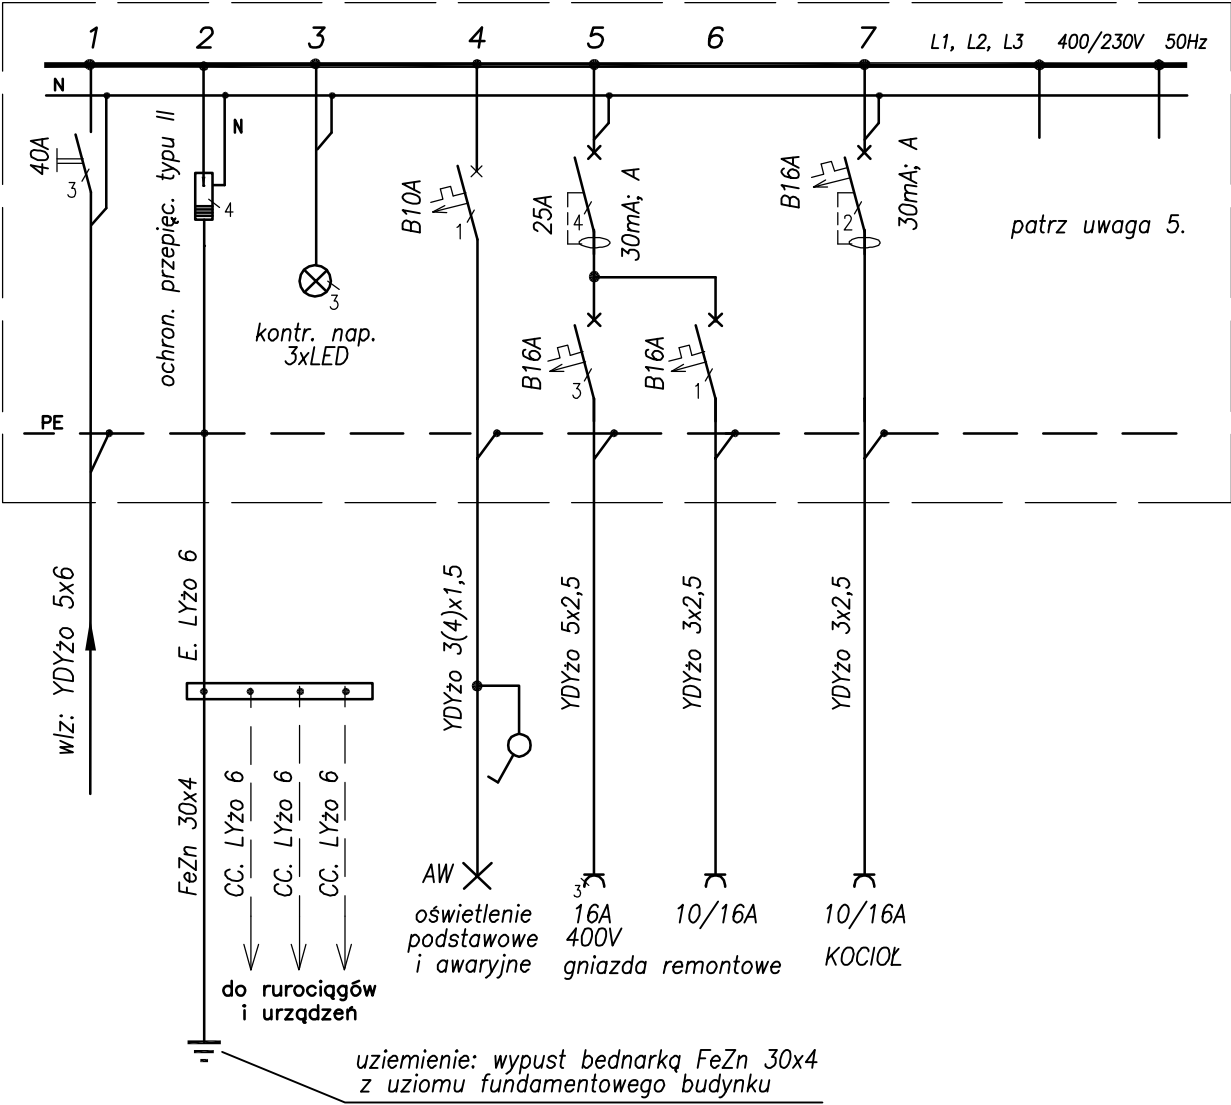 1 2 3 4 5 6 7 L1, L2, L3 400/230V 50Hz
N
N
40A
3
ochron. przepięc. typu II
4
3
kontr. nap.
3xLED
B10A
1
25A
4
30mA; A
B16A
3
B16A
1
B16A
2
30mA; A
patrz uwaga 5.
PE
wlz: YDYżo 5x6
E. LYżo 6
FeZn 30x4
CC. LYżo 6
CC. LYżo 6
CC. LYżo 6
do rurociągów
i urządzeń
YDYżo 3(4)x1,5
YDYżo 5x2,5
YDYżo 3x2,5
YDYżo 3x2,5
AW
oświetlenie
podstawowe
i awaryjne
3
16A
400V
10/16A
gniazda remontowe
10/16A
KOCIOŁ
uziemienie: wypust bednarką FeZn 30x4
z uziomu fundamentowego budynku